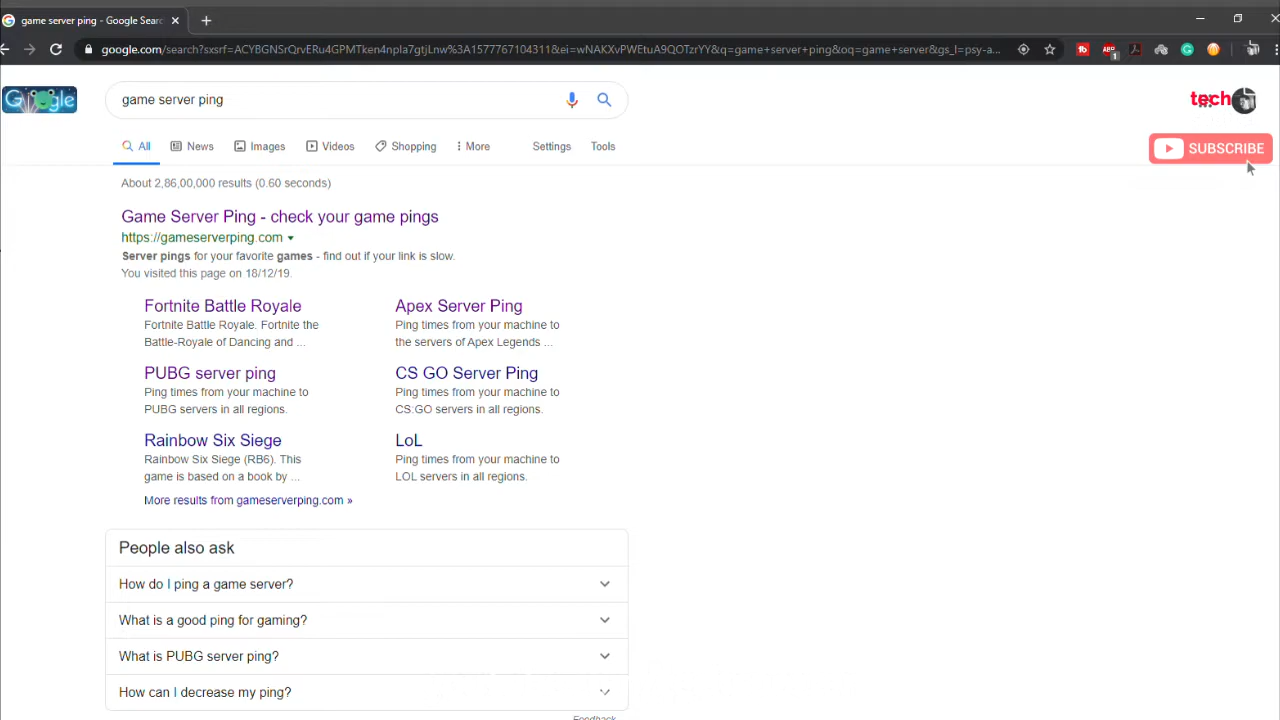 game server ping - Google Searc
google.com/search?sxsrf=ACYBGNSrQrvERu4GPMTken4npla7gtjLnw%3A1577767104311&ei=wNAKXvPWEtuA9QOTzrYY&q=game+server+ping&oq=game+server&gs_l=psy-a...
1
Google
game server ping
tech
All
News
Images
Videos
Shopping
More
Settings
Tools
SUBSCRIBE
About 2,86,00,000 results (0.60 seconds)
Game Server Ping - check your game pings
https://gameserverping.com
Server pings for your favorite games - find out if your link is slow.
You visited this page on 18/12/19.
Fortnite Battle Royale
Fortnite Battle Royale. Fortnite the
Battle-Royale of Dancing and ...
Apex Server Ping
Ping times from your machine to
the servers of Apex Legends ...
PUBG server ping
Ping times from your machine to
PUBG servers in all regions.
CS GO Server Ping
Ping times from your machine to
CS:GO servers in all regions.
Rainbow Six Siege
Rainbow Six Siege (RB6). This
game is based on a book by ...
LoL
Ping times from your machine to
LOL servers in all regions.
More results from gameserverping.com »
People also ask
How do I ping a game server?
What is a good ping for gaming?
What is PUBG server ping?
How can I decrease my ping?
Feedback